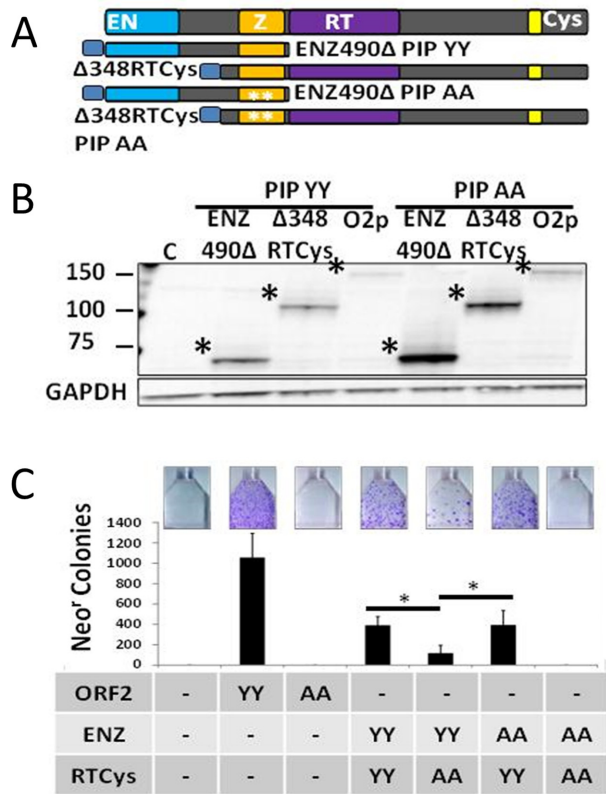 A
EN Z RT Cys
ENZ490Δ PIP YY
Δ348RTCys
** ENZ490Δ PIP AA
Δ348RTCys **
PIP AA
B
PIP YY PIP AA
ENZ Δ348 O2p ENZ Δ348 O2p
C 490Δ RTCys * 490Δ RTCys *
150
* *
100
75
* *
GAPDH
C
Neoʳ Colonies
1400
1200
1000
800
600
400
200
0
* *
ORF2 - YY AA - - - -
ENZ - - - YY YY AA AA
RTCys - - - YY AA YY AA